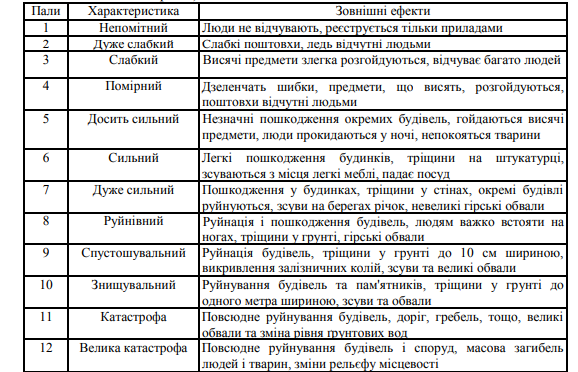 Пали Характеристика Зовнішні ефекти
1 Непомітний Люди не відчувають, реєструється тільки приладами
2 Дуже слабкий Слабкі поштовхи, ледь відчутні людьми
3 Слабкий Висячі предмети злегка розгойдуються, відчуває багато людей
4 Помірний Дзеленчать шибки, предмети, що висять, розгойдуються,
поштовхи відчутні людьми
5 Досить сильний Незначні пошкодження окремих будівель, гойдаються висячі
предмети, люди прокидаються у ночі, непокояться тварини
6 Сильний Легкі пошкодження будинків, тріщини на штукатурці,
зсуваються з місця легкі меблі, падає посуд
7 Дуже сильний Пошкодження у будинках, тріщини у стінах, окремі будівлі
руйнуються, зсуви на берегах річок, невеликі гірські обвали
8 Руйнівний Руйнація і пошкодження будівель, людям важко встояти на
ногах, тріщини у грунті, гірські обвали
9 Спустошувальний Руйнація будівель, тріщини у грунті до 10 см шириною,
викривлення залізничних колій, зсуви та великі обвали
10 Знищувальний Руйнування будівель та пам'ятників, тріщини у грунті до
одного метра шириною, зсуви та обвали
11 Катастрофа Повсюдне руйнування будівель, доріг, гребель, тощо, великі
обвали та зміна рівня ґрунтових вод
12 Велика катастрофа Повсюдне руйнування будівель і споруд, масова загибель
людей і тварин, зміни рельєфу місцевості